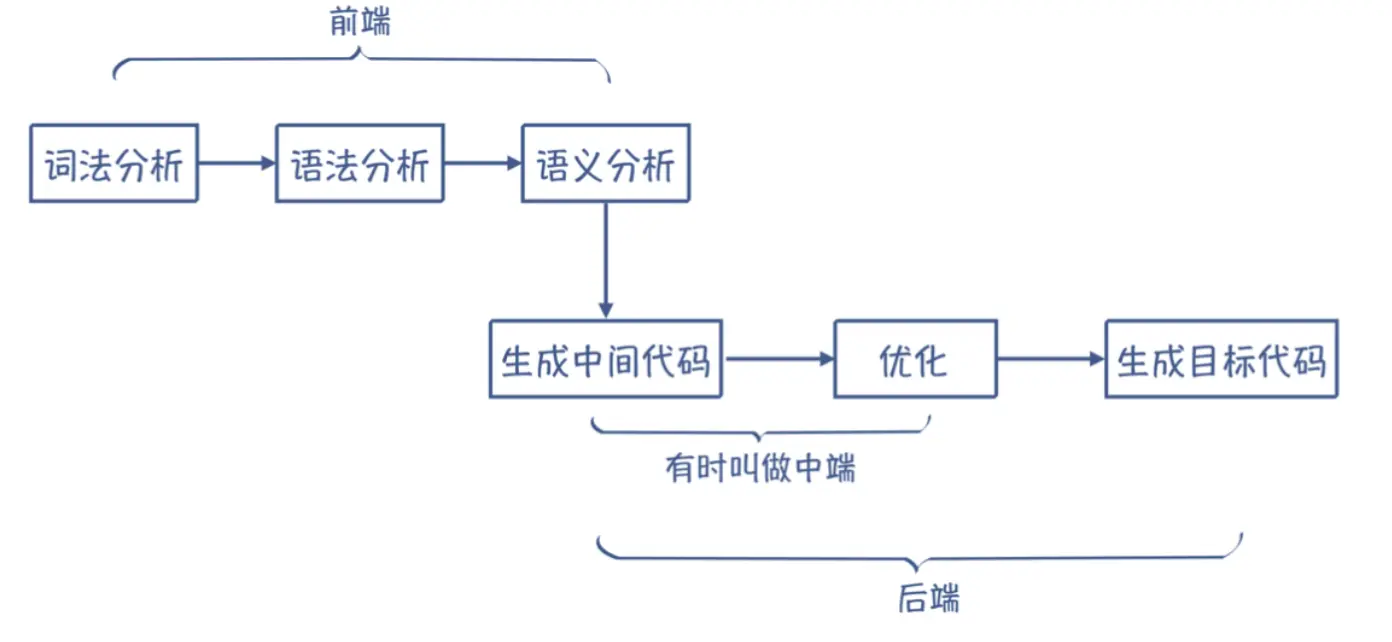 前端
词法分析
语法分析
语义分析
生成中间代码
优化
生成目标代码
有时叫做中端
后端